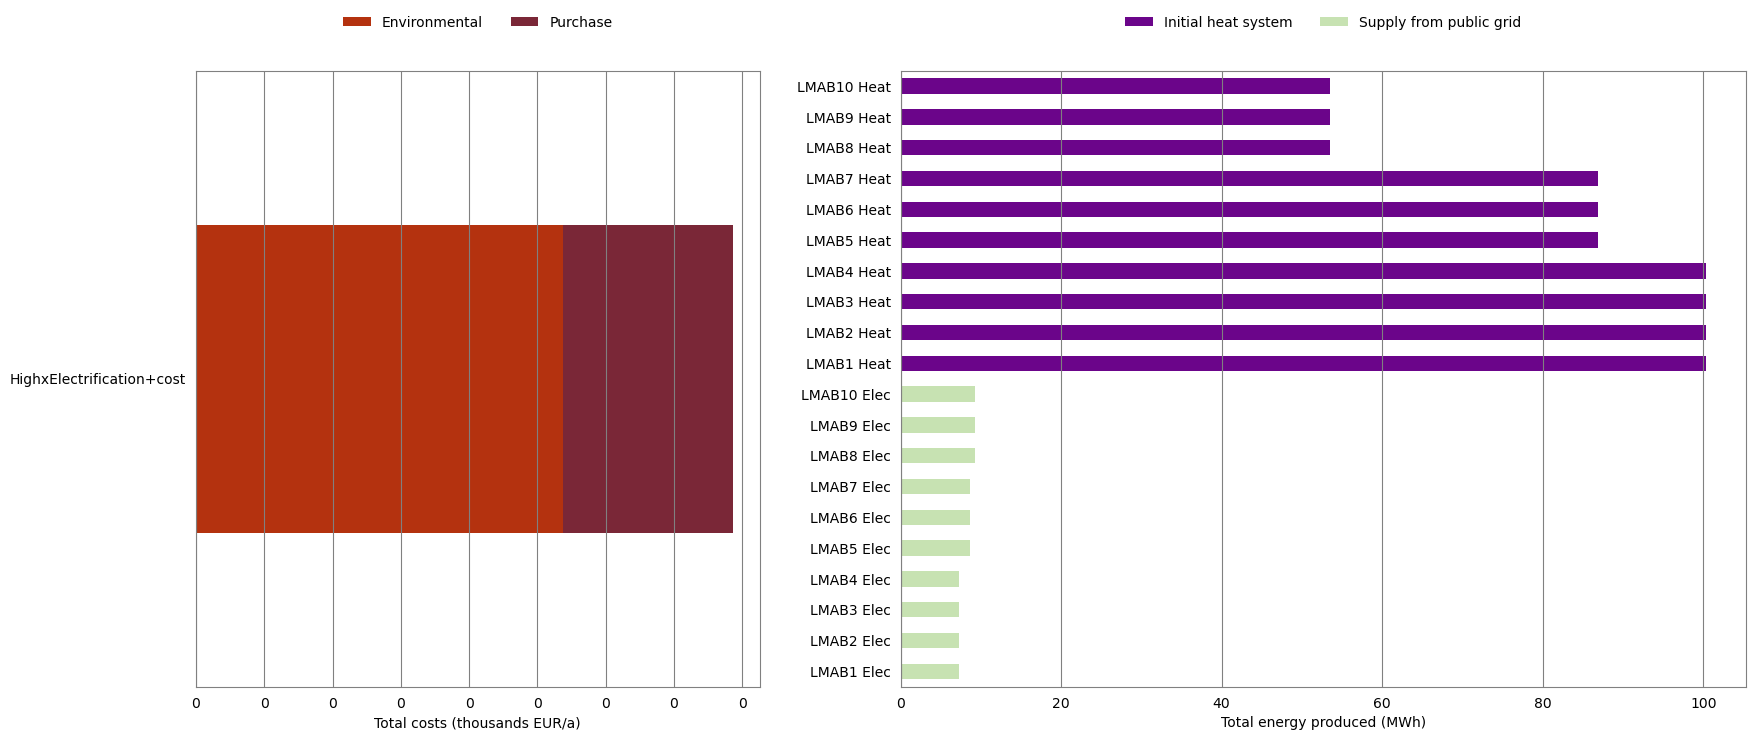 Environmental Purchase
HighxElectrification+cost
0 0 0 0 0 0 0 0 0
Total costs (thousands EUR/a)
Initial heat system Supply from public grid
LMAB10 Heat
LMAB9 Heat
LMAB8 Heat
LMAB7 Heat
LMAB6 Heat
LMAB5 Heat
LMAB4 Heat
LMAB3 Heat
LMAB2 Heat
LMAB1 Heat
LMAB10 Elec
LMAB9 Elec
LMAB8 Elec
LMAB7 Elec
LMAB6 Elec
LMAB5 Elec
LMAB4 Elec
LMAB3 Elec
LMAB2 Elec
LMAB1 Elec
0 20 40 60 80 100
Total energy produced (MWh)